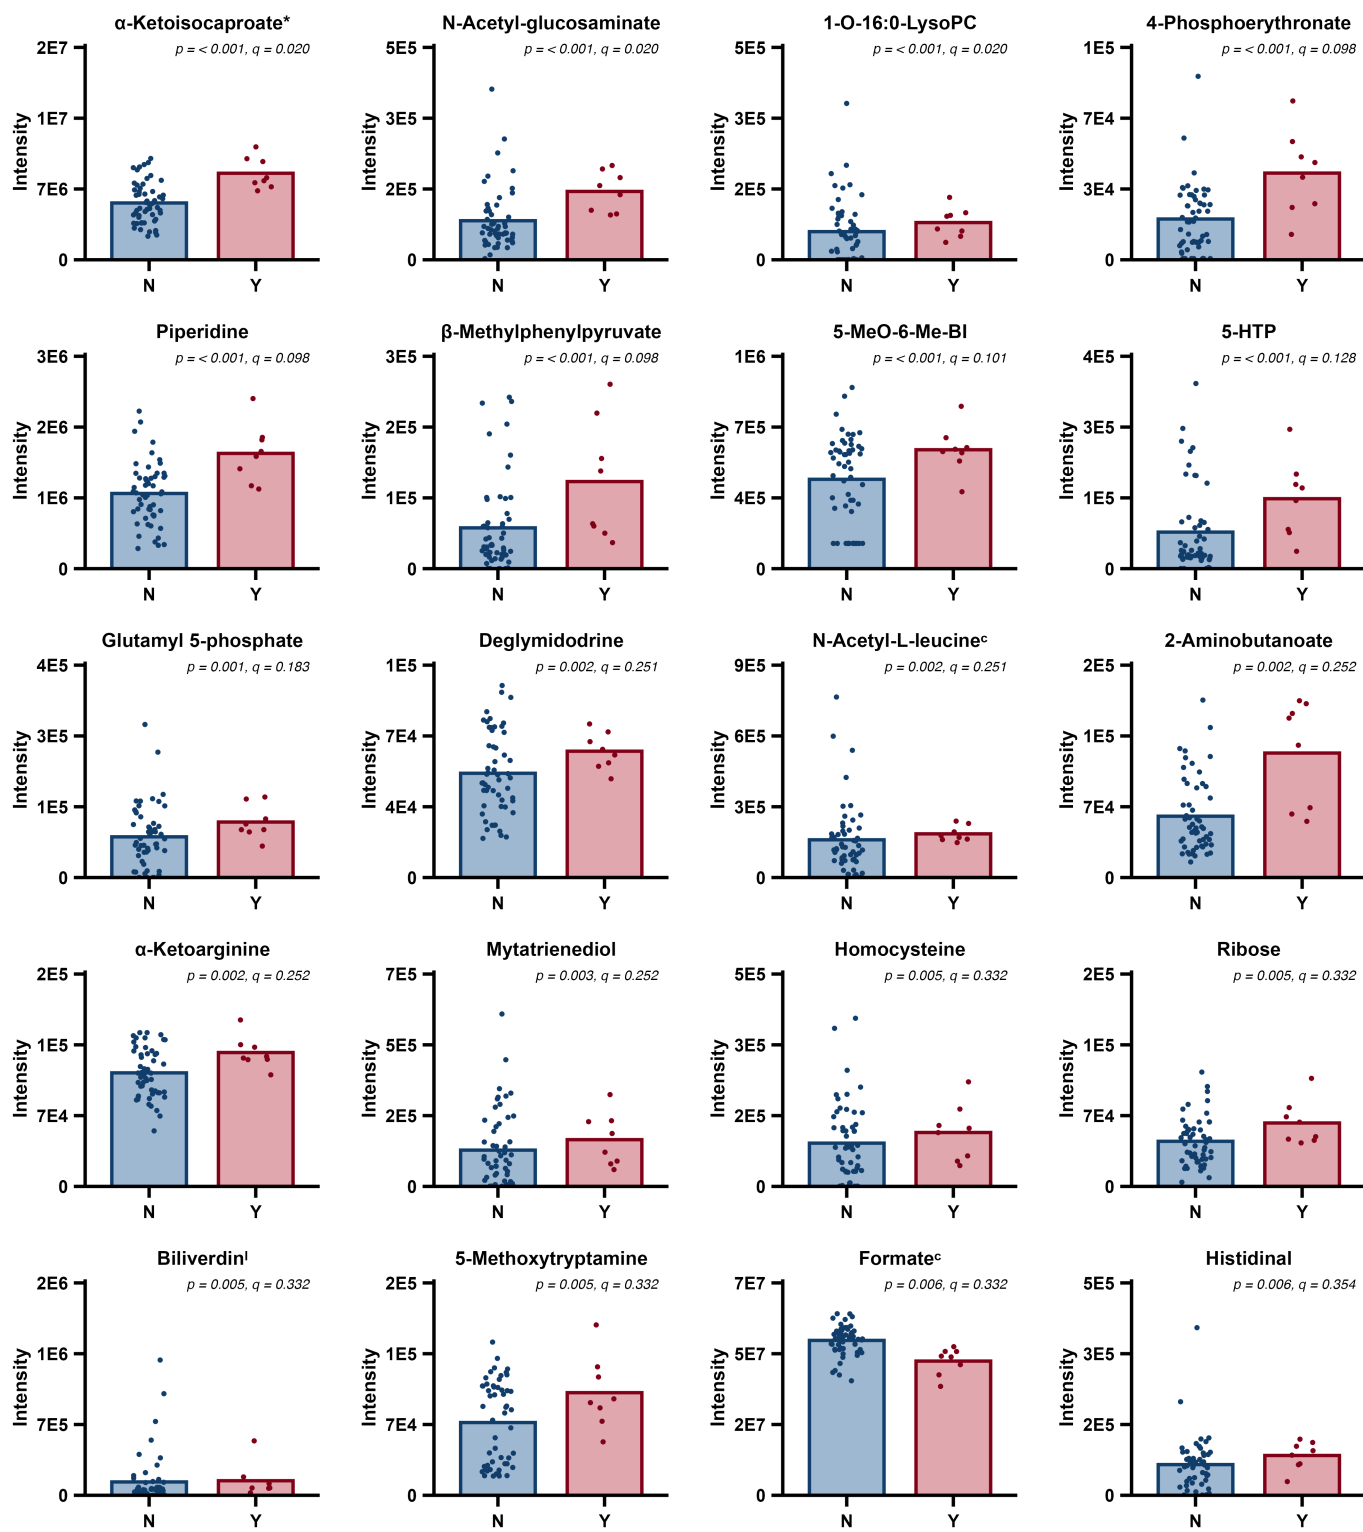 α-Ketoisocaproate*
p = < 0.001, q = 0.020
2E7
1E7
7E6
0
Intensity
N
Y
N-Acetyl-glucosaminate
p = < 0.001, q = 0.020
5E5
3E5
2E5
0
Intensity
N
Y
1-O-16:0-LysoPC
p = < 0.001, q = 0.020
5E5
3E5
2E5
0
Intensity
N
Y
4-Phosphoerythronate
p = < 0.001, q = 0.098
1E5
7E4
3E4
0
Intensity
N
Y
Piperidine
p = < 0.001, q = 0.098
3E6
2E6
1E6
0
Intensity
N
Y
β-Methylphenylpyruvate
p = < 0.001, q = 0.098
3E5
2E5
1E5
0
Intensity
N
Y
5-MeO-6-Me-BI
p = < 0.001, q = 0.101
1E6
7E5
4E5
0
Intensity
N
Y
5-HTP
p = < 0.001, q = 0.128
4E5
3E5
1E5
0
Intensity
N
Y
Glutamyl 5-phosphate
p = 0.001, q = 0.183
4E5
3E5
1E5
0
Intensity
N
Y
Deglymidodrine
p = 0.002, q = 0.251
1E5
7E4
4E4
0
Intensity
N
Y
N-Acetyl-L-leucineᶜ
p = 0.002, q = 0.251
9E5
6E5
3E5
0
Intensity
N
Y
2-Aminobutanoate
p = 0.002, q = 0.252
2E5
1E5
7E4
0
Intensity
N
Y
α-Ketoarginine
p = 0.002, q = 0.252
2E5
1E5
7E4
0
Intensity
N
Y
Mytatrienediol
p = 0.003, q = 0.252
7E5
5E5
2E5
0
Intensity
N
Y
Homocysteine
p = 0.005, q = 0.332
5E5
3E5
2E5
0
Intensity
N
Y
Ribose
p = 0.005, q = 0.332
2E5
1E5
7E4
0
Intensity
N
Y
Biliverdinˡ
p = 0.005, q = 0.332
2E6
1E6
7E5
0
Intensity
N
Y
5-Methoxytryptamine
p = 0.005, q = 0.332
2E5
1E5
7E4
0
Intensity
N
Y
Formateᶜ
p = 0.006, q = 0.332
7E7
5E7
2E7
0
Intensity
N
Y
Histidinal
p = 0.006, q = 0.354
5E5
3E5
2E5
0
Intensity
N
Y